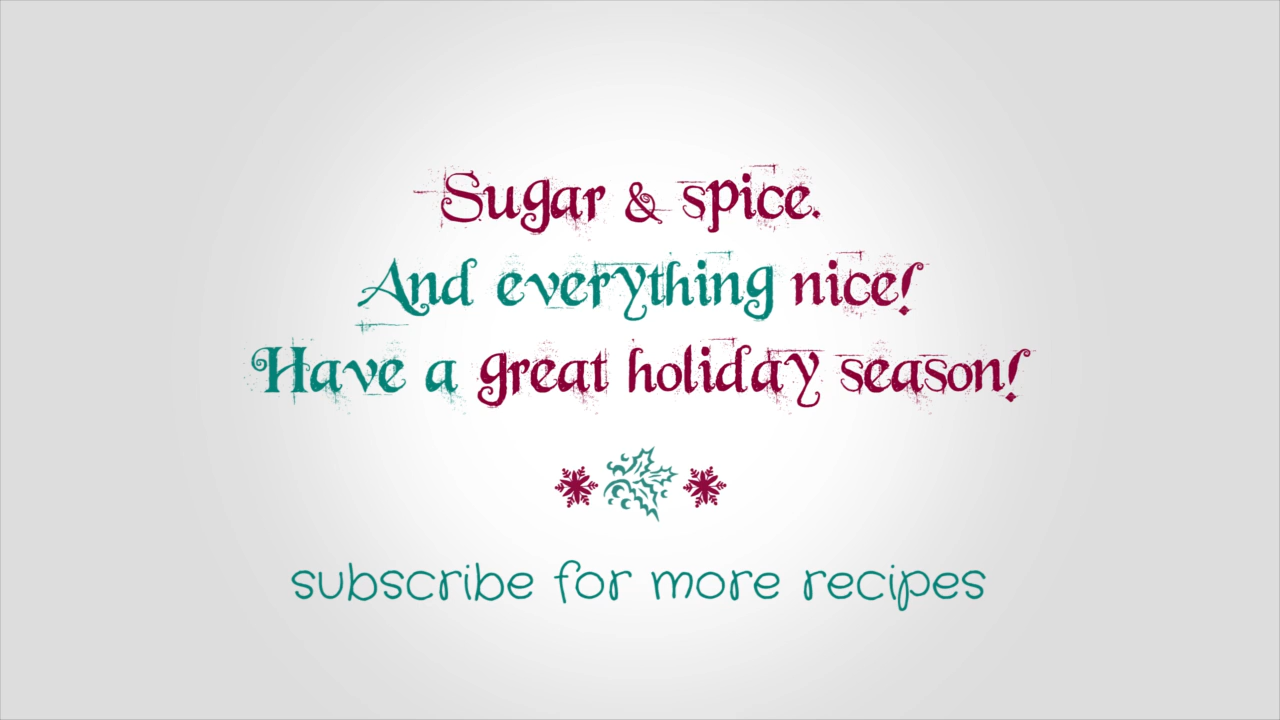 Sugar & spice.
And everything nice!
Have a great holiday season!
subscribe for more recipes